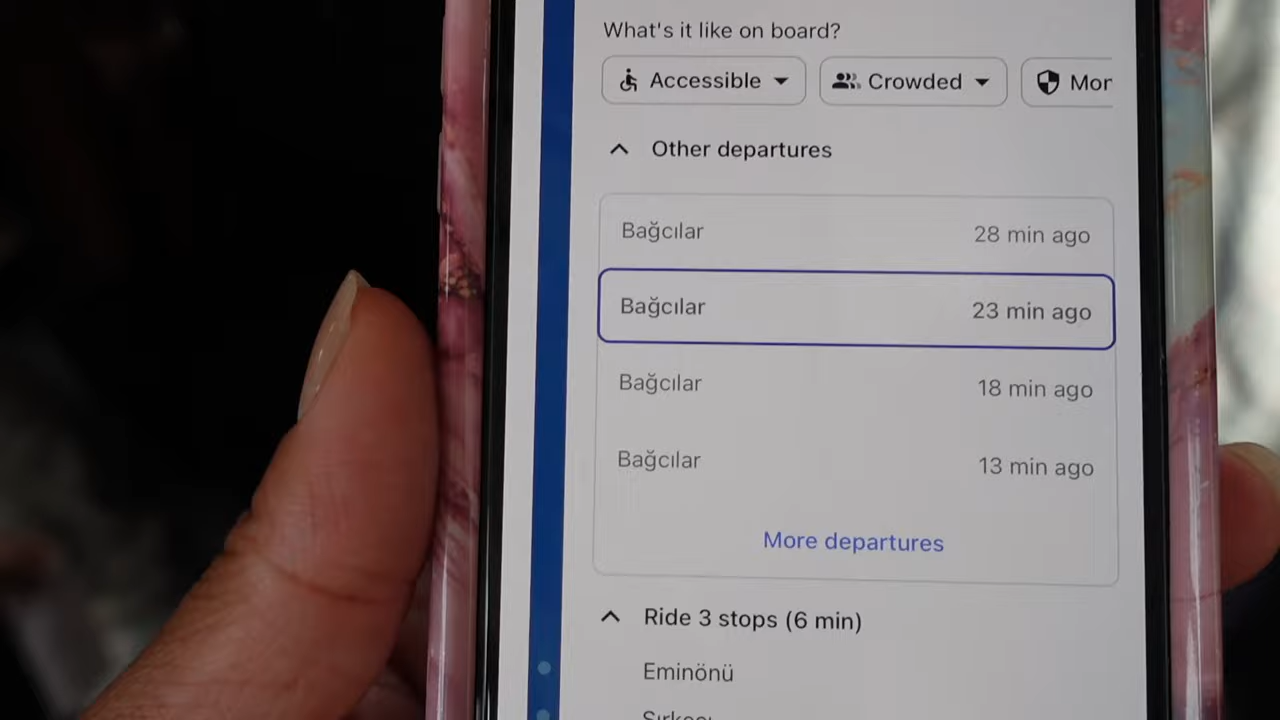 What's it like on board?
Accessible
Crowded
Other departures
Bağcılar 28 min ago
Bağcılar 23 min ago
Bağcılar 18 min ago
Bağcılar 13 min ago
More departures
Ride 3 stops (6 min)
Eminönü